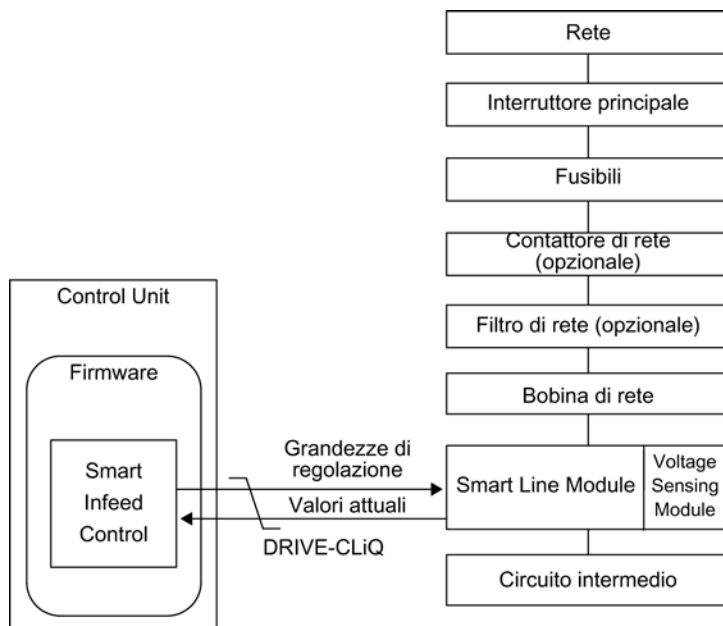 Rete
Interruttore principale
Fusibili
Contattore di rete
(opzionale)
Filtro di rete (opzionale)
Bobina di rete
Smart Line Module
Voltage
Sensing
Module
Circuito intermedio
Control Unit
Firmware
Smart
Infeed
Control
Grandezze di
regolazione
Valori attuali
DRIVE-CLiQ